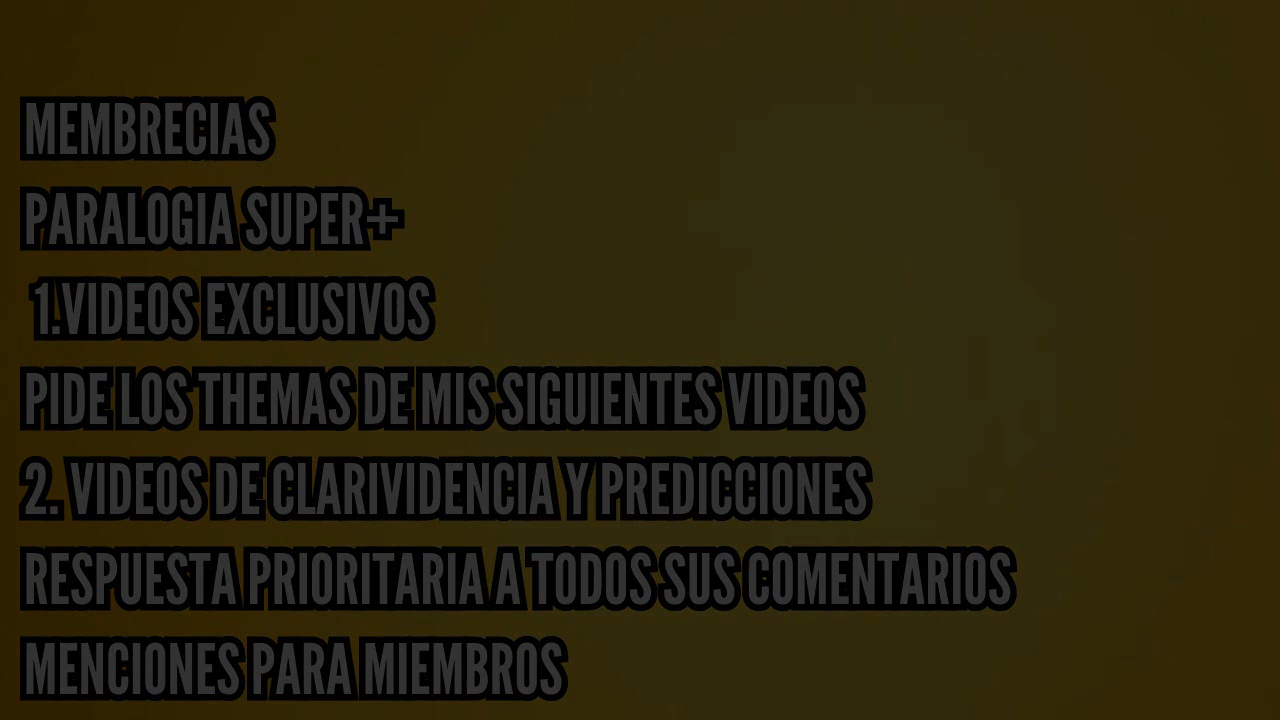 MEMBRECIAS
PARALOGIA SUPER+
1.VIDEOS EXCLUSIVOS
PIDE LOS THEMAS DE MIS SIGUIENTES VIDEOS
2. VIDEOS DE CLARIVIDENCIA Y PREDICCIONES
RESPUESTA PRIORITARIA A TODOS SUS COMENTARIOS
MENCIONES PARA MIEMBROS